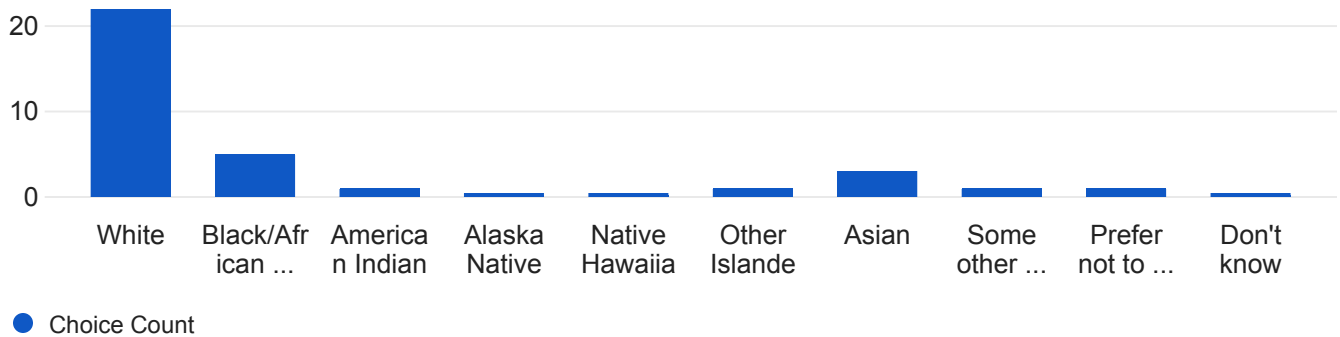 20
10
0
White Black/Afr America Alaska Native Other Asian Some Prefer Don't
ican ... n Indian Native Hawaiia Islande other ... not to ... know
Choice Count